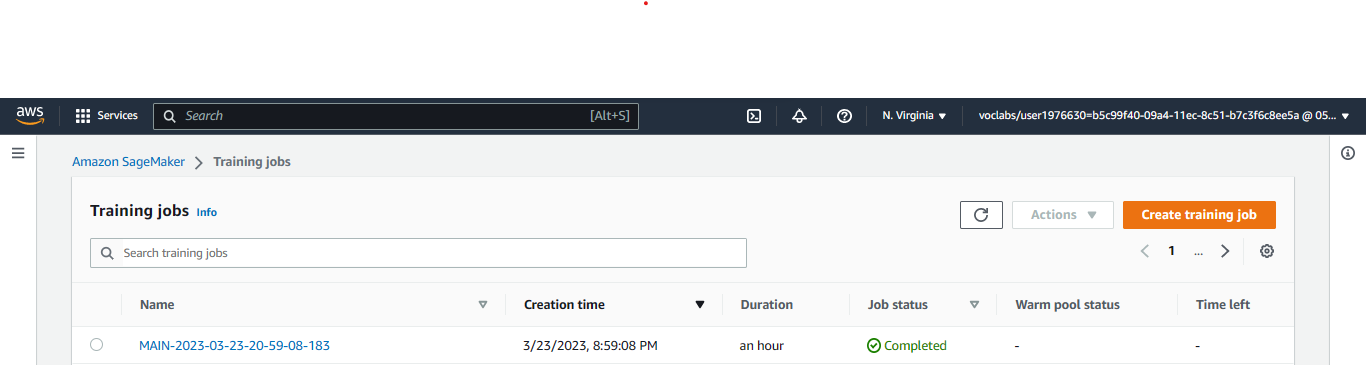 aws Services Search [Alt+S] N. Virginia voclabs/user1976630=b5c99f40-09a4-11ec-8c51-b7c3f6c8ee5a @ 05...
Amazon SageMaker > Training jobs
Training jobs Info Actions Create training job
Search training jobs 1 ...
Name Creation time Duration Job status Warm pool status Time left
MAIN-2023-03-23-20-59-08-183 3/23/2023, 8:59:08 PM an hour Completed - -